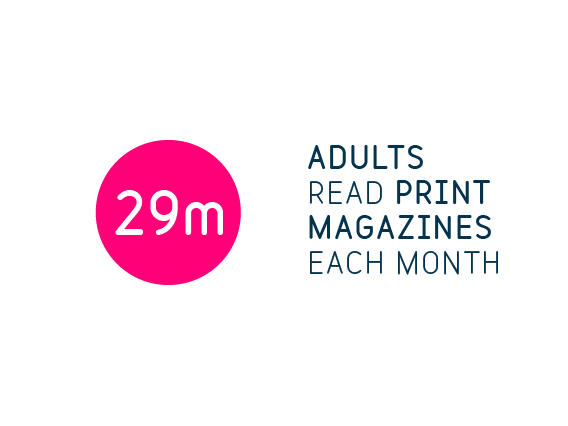 29m
ADULTS
READ PRINT
MAGAZINES
EACH MONTH